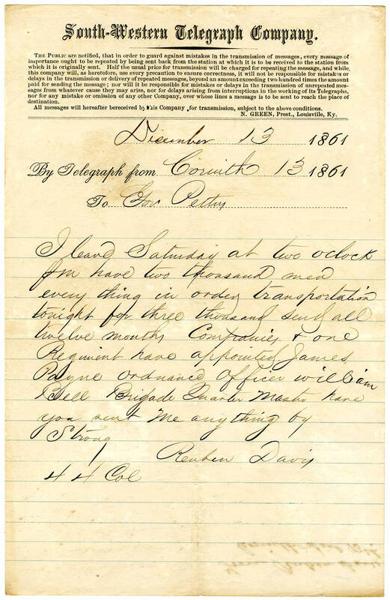 South-Western Telegraph Company.
THE PUBLIC are notified, that in order to guard against mistakes in the transmission of messages, every message of
importance ought to be repeated by being sent back from the station at which it is to be received to the station from
which it is originally sent. Half the usual price for transmission will be charged for repeating the message, and while,
this company will, as heretofore, use every precaution to ensure correctness, it will not be responsible for mistakes or
delays in the transmission or delivery of repeated messages, beyond an amount exceeding two hundred times the amount
paid for sending the message; nor will it be responsible for mistakes or delays in the transmission of unrepeated messa-
ges from whatever cause they may arise, nor for delays arising from interruptions in the working of its Telegraphs,
nor for any mistake or omission of any other Company, over whose lines a message is to be sent to reach the place of
destination.
All messages will hereafter be received by this Company for transmission, subject to the above conditions.
N. GREEN, Prest., Louisville, Ky.
December 13 1861
By Telegraph from Corinth 13 1861
To Gov Pettus
I leave Saturday at two oclock
pm have two thousand men
every thing in order transportation
tonight for three thousand send all
twelve months Companies & one
Regiment have appointed James
Payne Ordnance Officer william
Bell Brigade Quarter Master have
you sent me anything by
Strong
Reuben Davis
44 Col